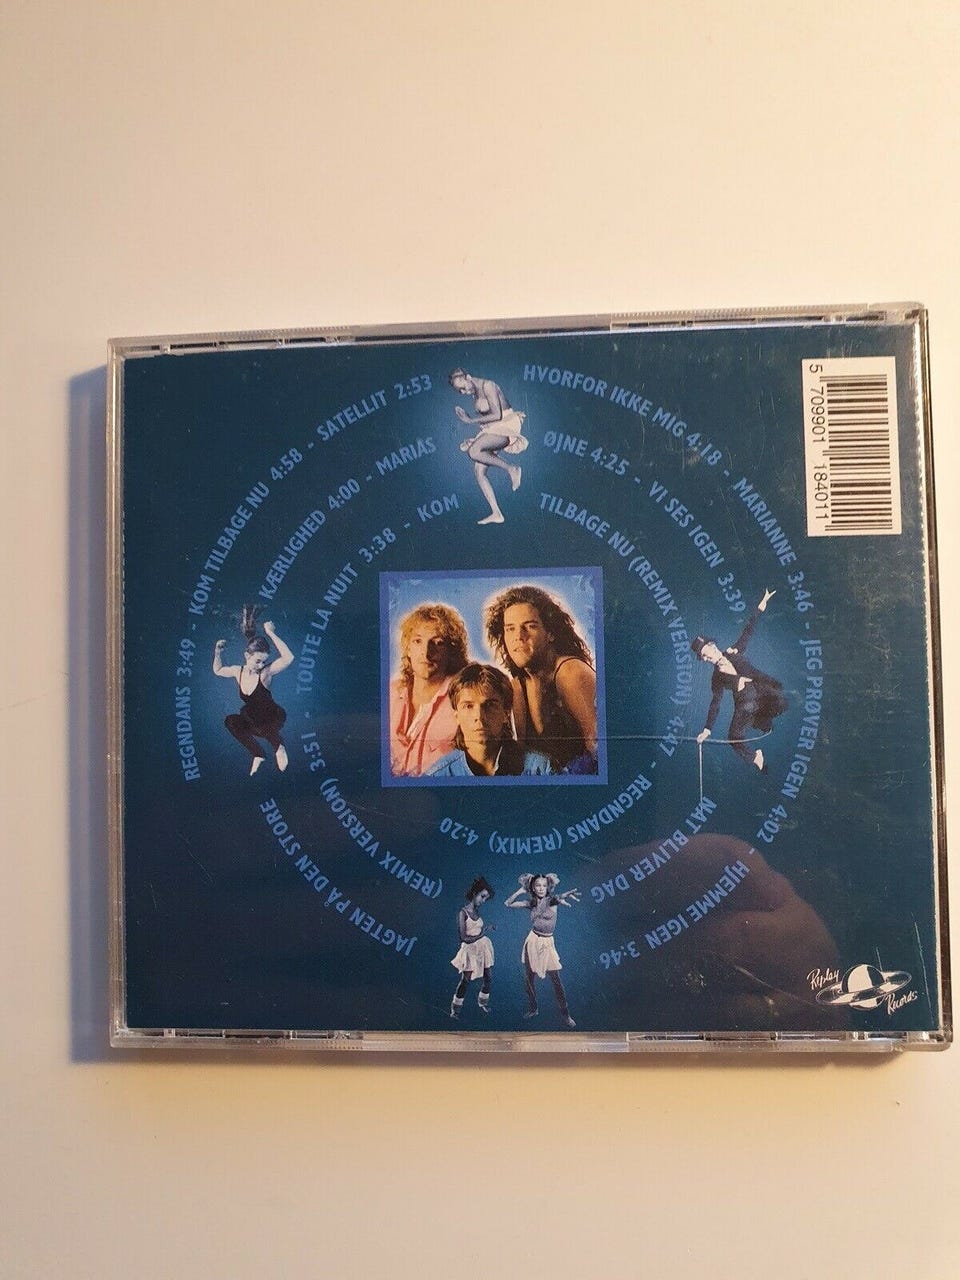 REGNDANS 3:49 - KOM TILBAGE NU 4:58 - SATELLIT 2:53
HVORFOR IKKE MIG 4:18 - MARIANNE 3:46 - JEG PRØVER IGEN 4:02 - HJEMME IGEN 3:46
JAGTEN PÅ DEN STORE
KÆRLIGHED 4:00 - MARIAS
ØJNE 4:25 - VI SES IGEN 3:39
NAT BLIVER DAG
(REMIX VERSION) 3:51 - TOUTE LA NUIT 3:38 - KOM
TILBAGE NU (REMIX VERSION) 4:47 - REGNDANS (REMIX) 4:20
5 709901 184011
Replay
Records